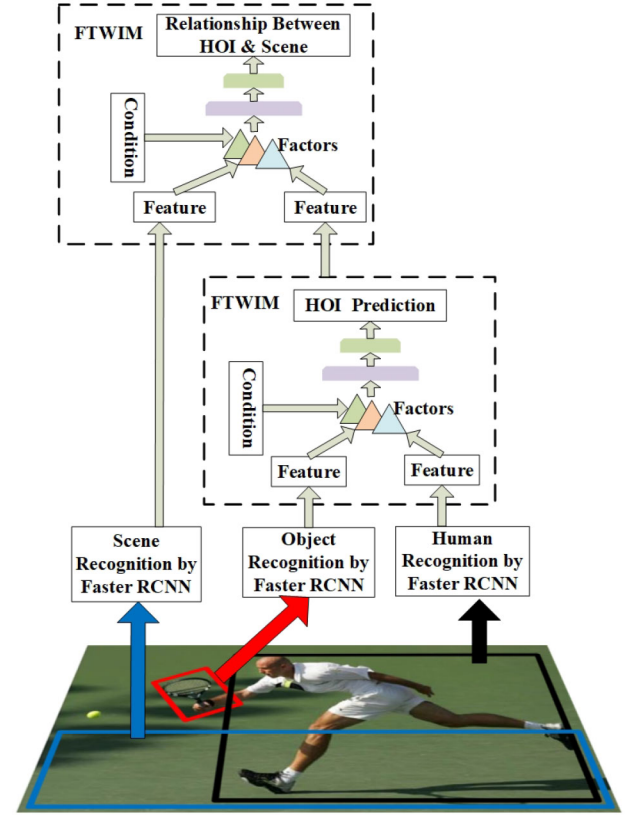 FTWIM
Relationship Between
HOI & Scene
Condition
Factors
Feature
Feature
FTWIM
HOI Prediction
Condition
Factors
Feature
Feature
Scene
Recognition by
Faster RCNN
Object
Recognition by
Faster RCNN
Human
Recognition by
Faster RCNN